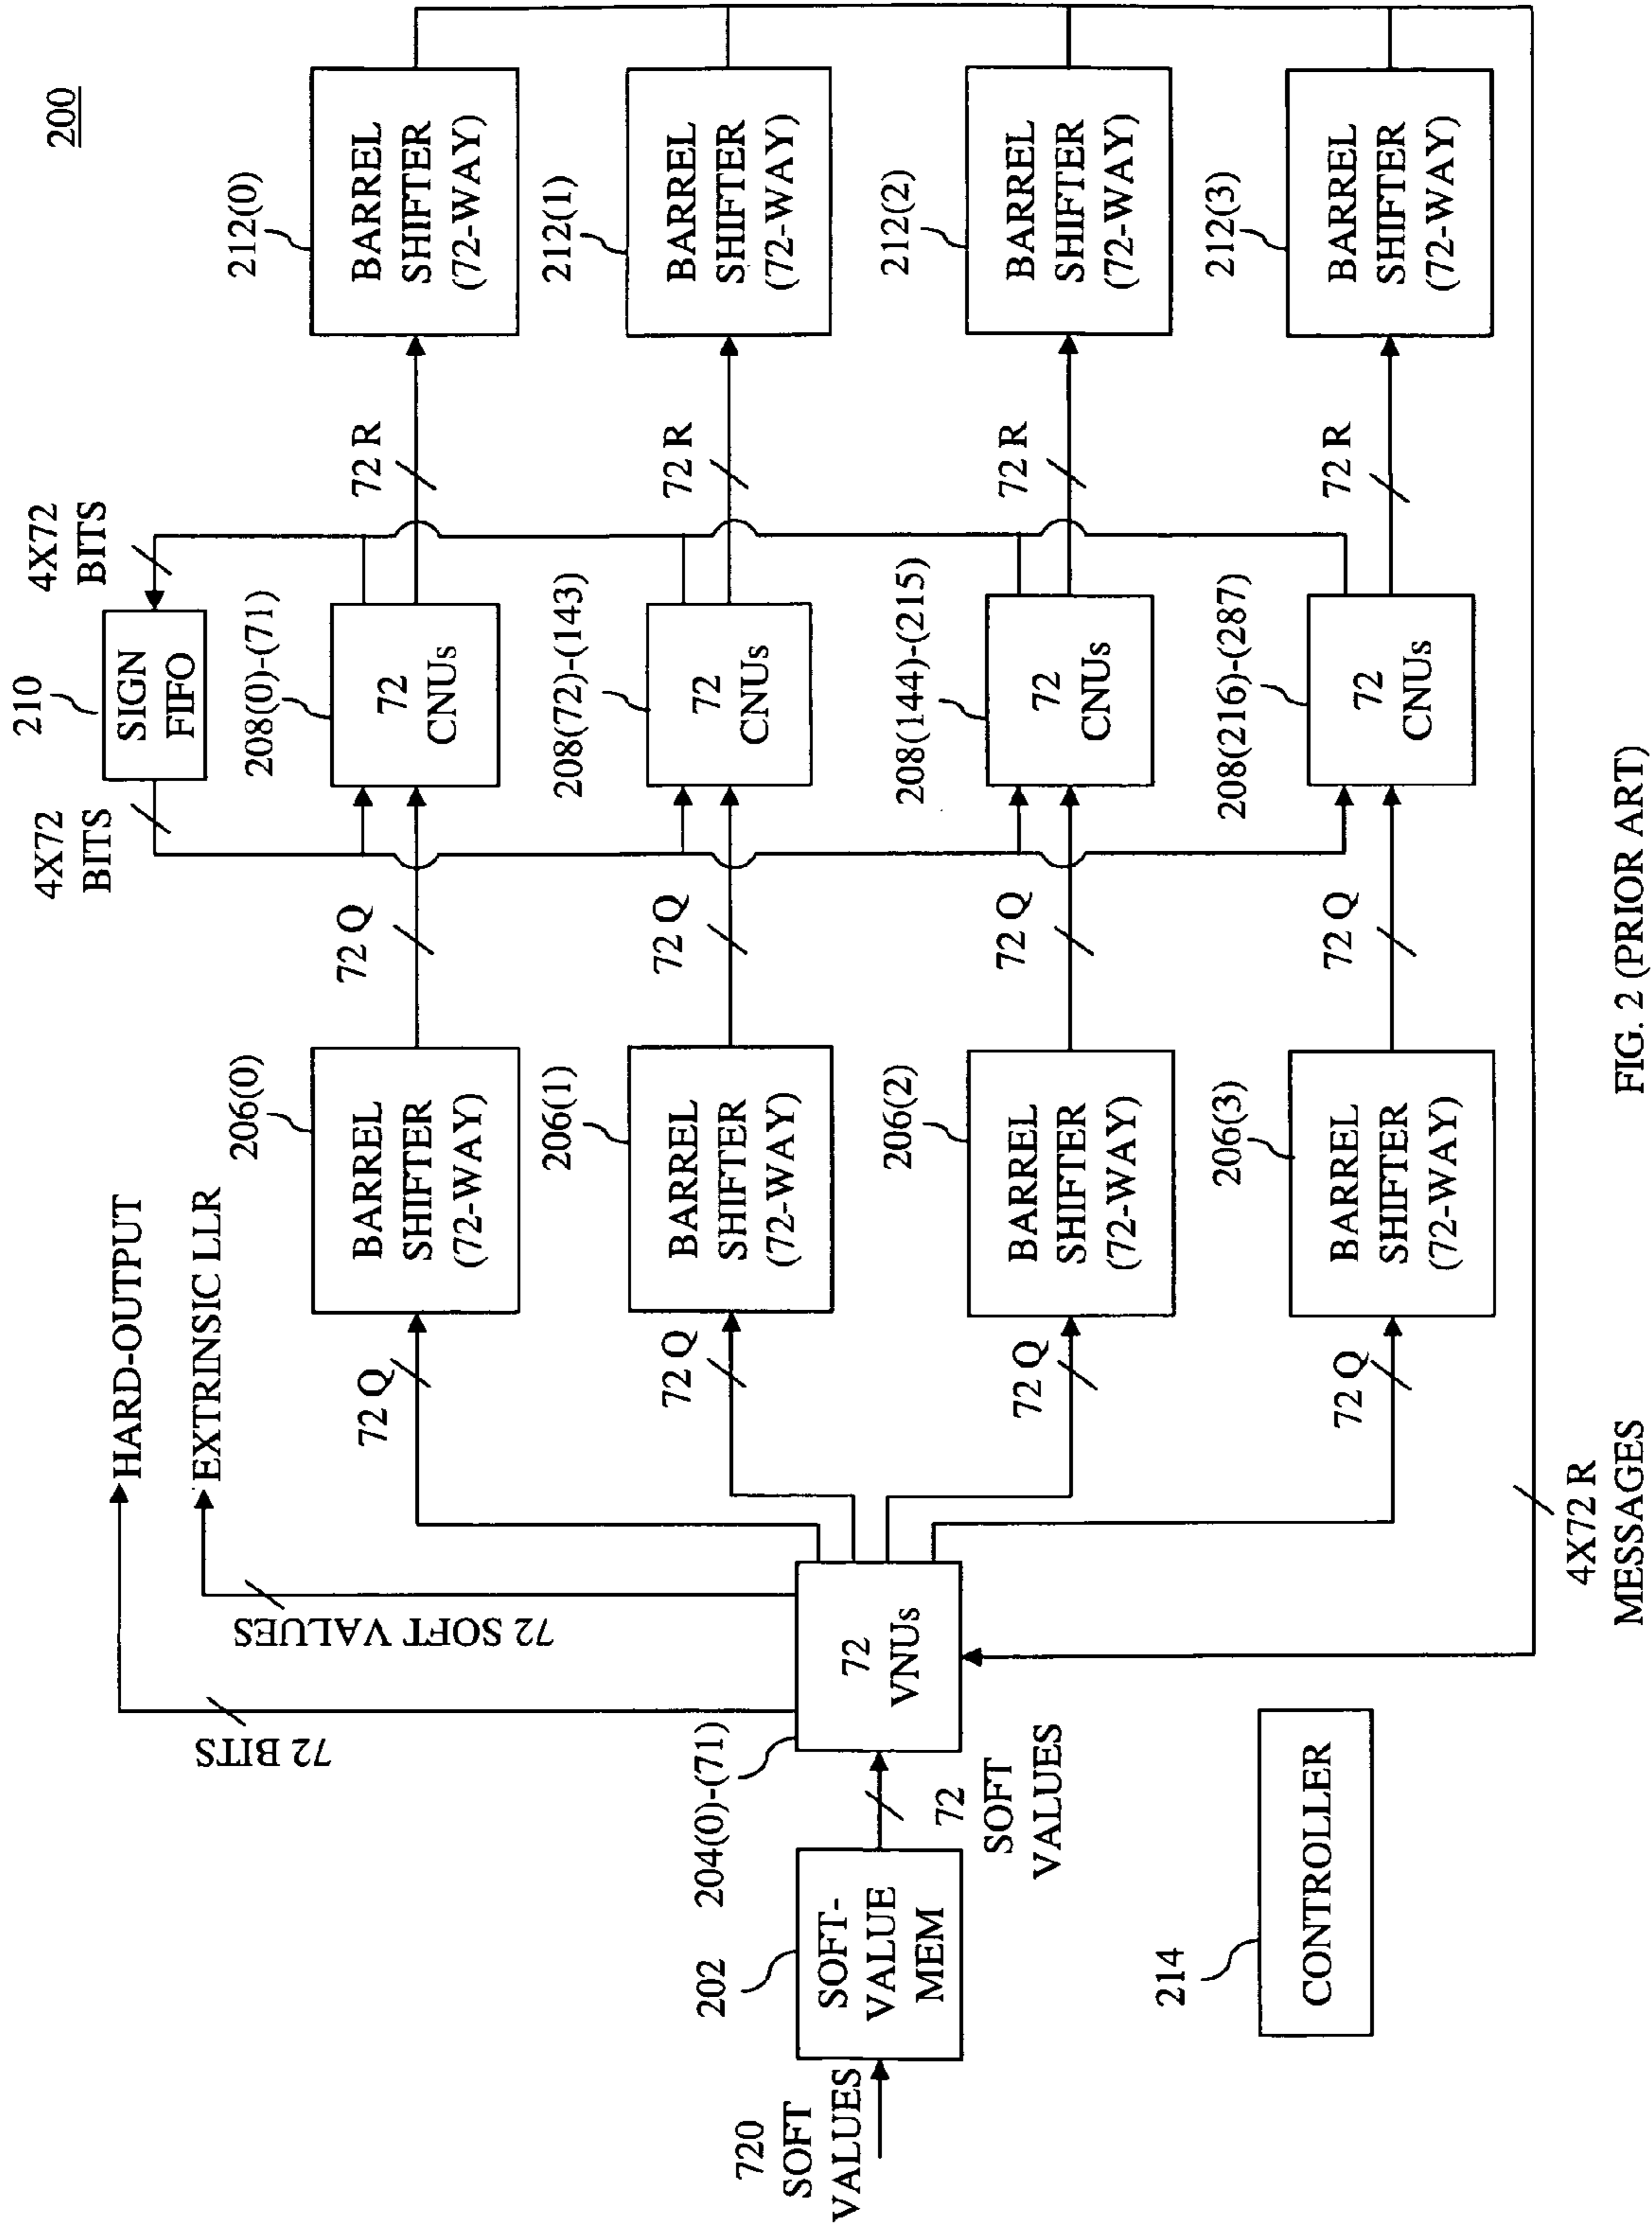 200
HARD-OUTPUT
EXTRINSIC LLR
72 BITS
72 SOFT VALUES
720
SOFT
VALUES
202
SOFT-
VALUE
MEM
72
SOFT
VALUES
204(0)-(71)
72
VNUs
72 Q
72 Q
72 Q
72 Q
206(0)
BARREL
SHIFTER
(72-WAY)
206(1)
BARREL
SHIFTER
(72-WAY)
206(2)
BARREL
SHIFTER
(72-WAY)
206(3)
BARREL
SHIFTER
(72-WAY)
72 Q
72 Q
72 Q
72 Q
4X72
BITS
210
SIGN
FIFO
4X72
BITS
208(0)-(71)
72
CNUs
208(72)-(143)
72
CNUs
208(144)-(215)
72
CNUs
208(216)-(287)
72
CNUs
72 R
72 R
72 R
72 R
212(0)
BARREL
SHIFTER
(72-WAY)
212(1)
BARREL
SHIFTER
(72-WAY)
212(2)
BARREL
SHIFTER
(72-WAY)
212(3)
BARREL
SHIFTER
(72-WAY)
214
CONTROLLER
4X72 R
MESSAGES
FIG. 2 (PRIOR ART)